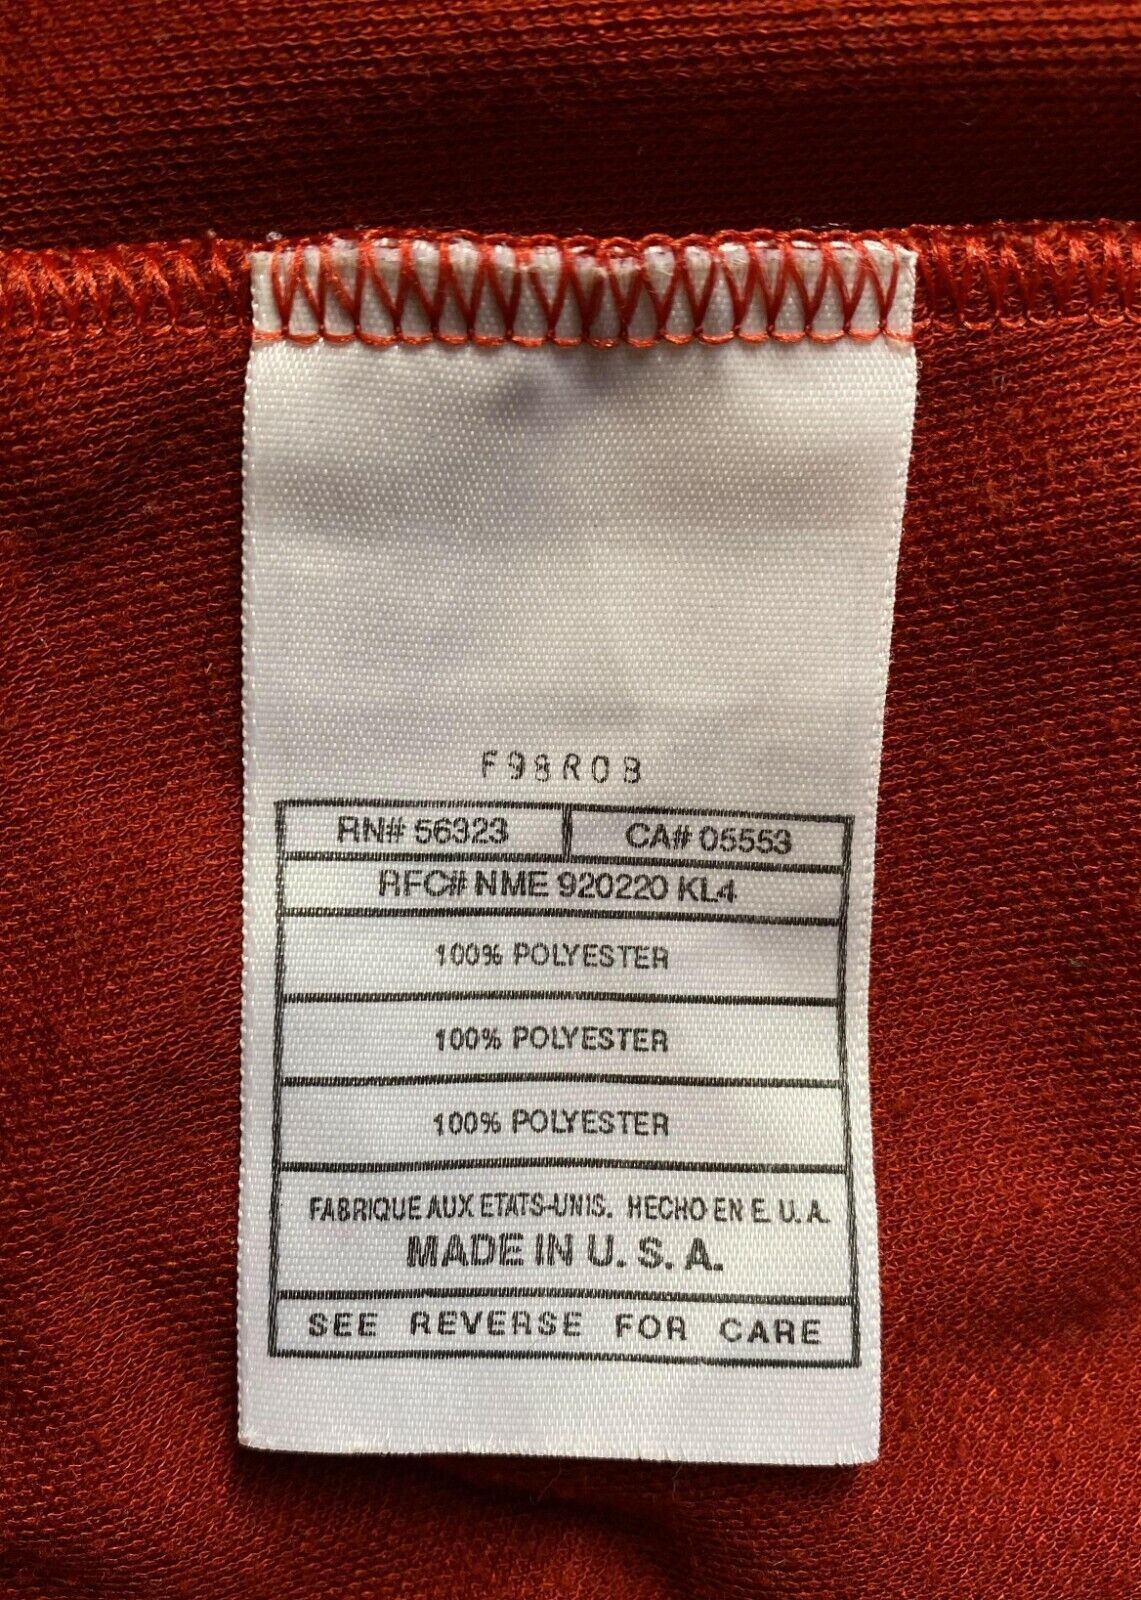 F98R0B
RN# 56323 CA# 05553
RFC# NME 920220 KL4
100% POLYESTER
100% POLYESTER
100% POLYESTER
FABRIQUE AUX ETATS-UNIS. HECHO EN E. U. A.
MADE IN U. S. A.
SEE REVERSE FOR CARE